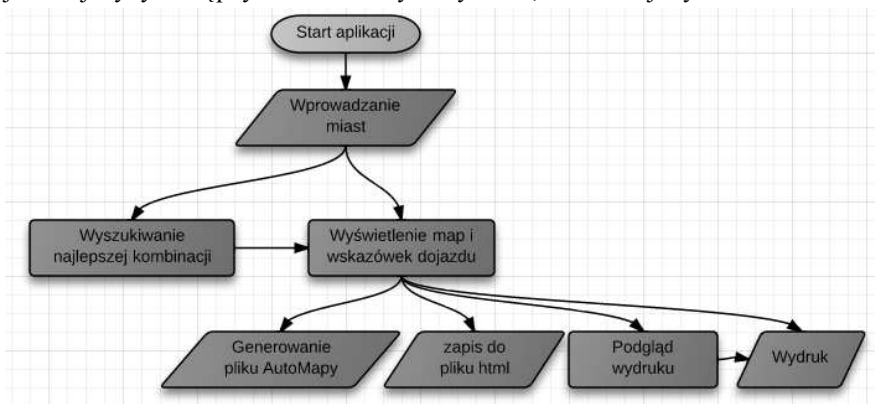 Start aplikacji
Wprowadzanie
miast
Wyszukiwanie
najlepszej kombinacji
Wyświetlenie map i
wskazówek dojazdu
Generowanie
pliku AutoMapy
zapis do
pliku html
Podgląd
wydruku
Wydruk